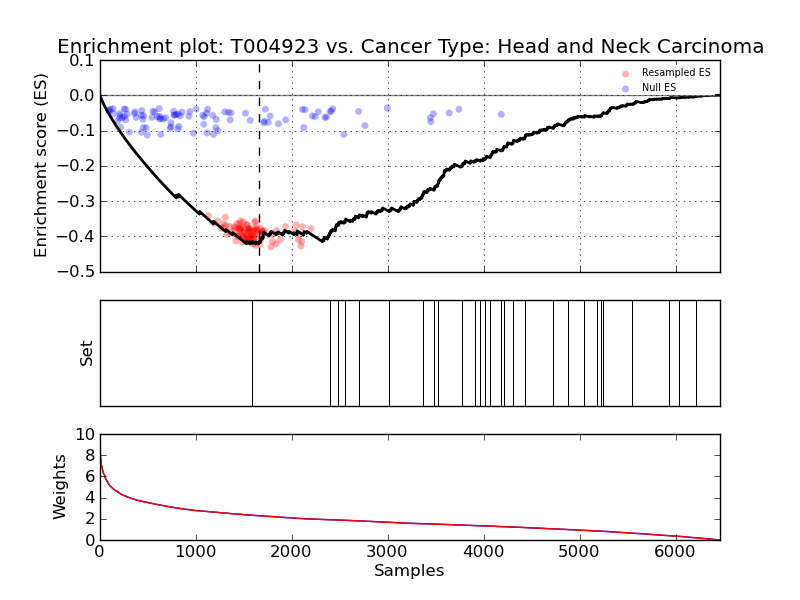 Enrichment plot: T004923 vs. Cancer Type: Head and Neck Carcinoma
Resampled ES
Null ES
Enrichment score (ES)
0.1
0.0
−0.1
−0.2
−0.3
−0.4
−0.5
Set
Weights
10
8
6
4
2
0
0 1000 2000 3000 4000 5000 6000
Samples